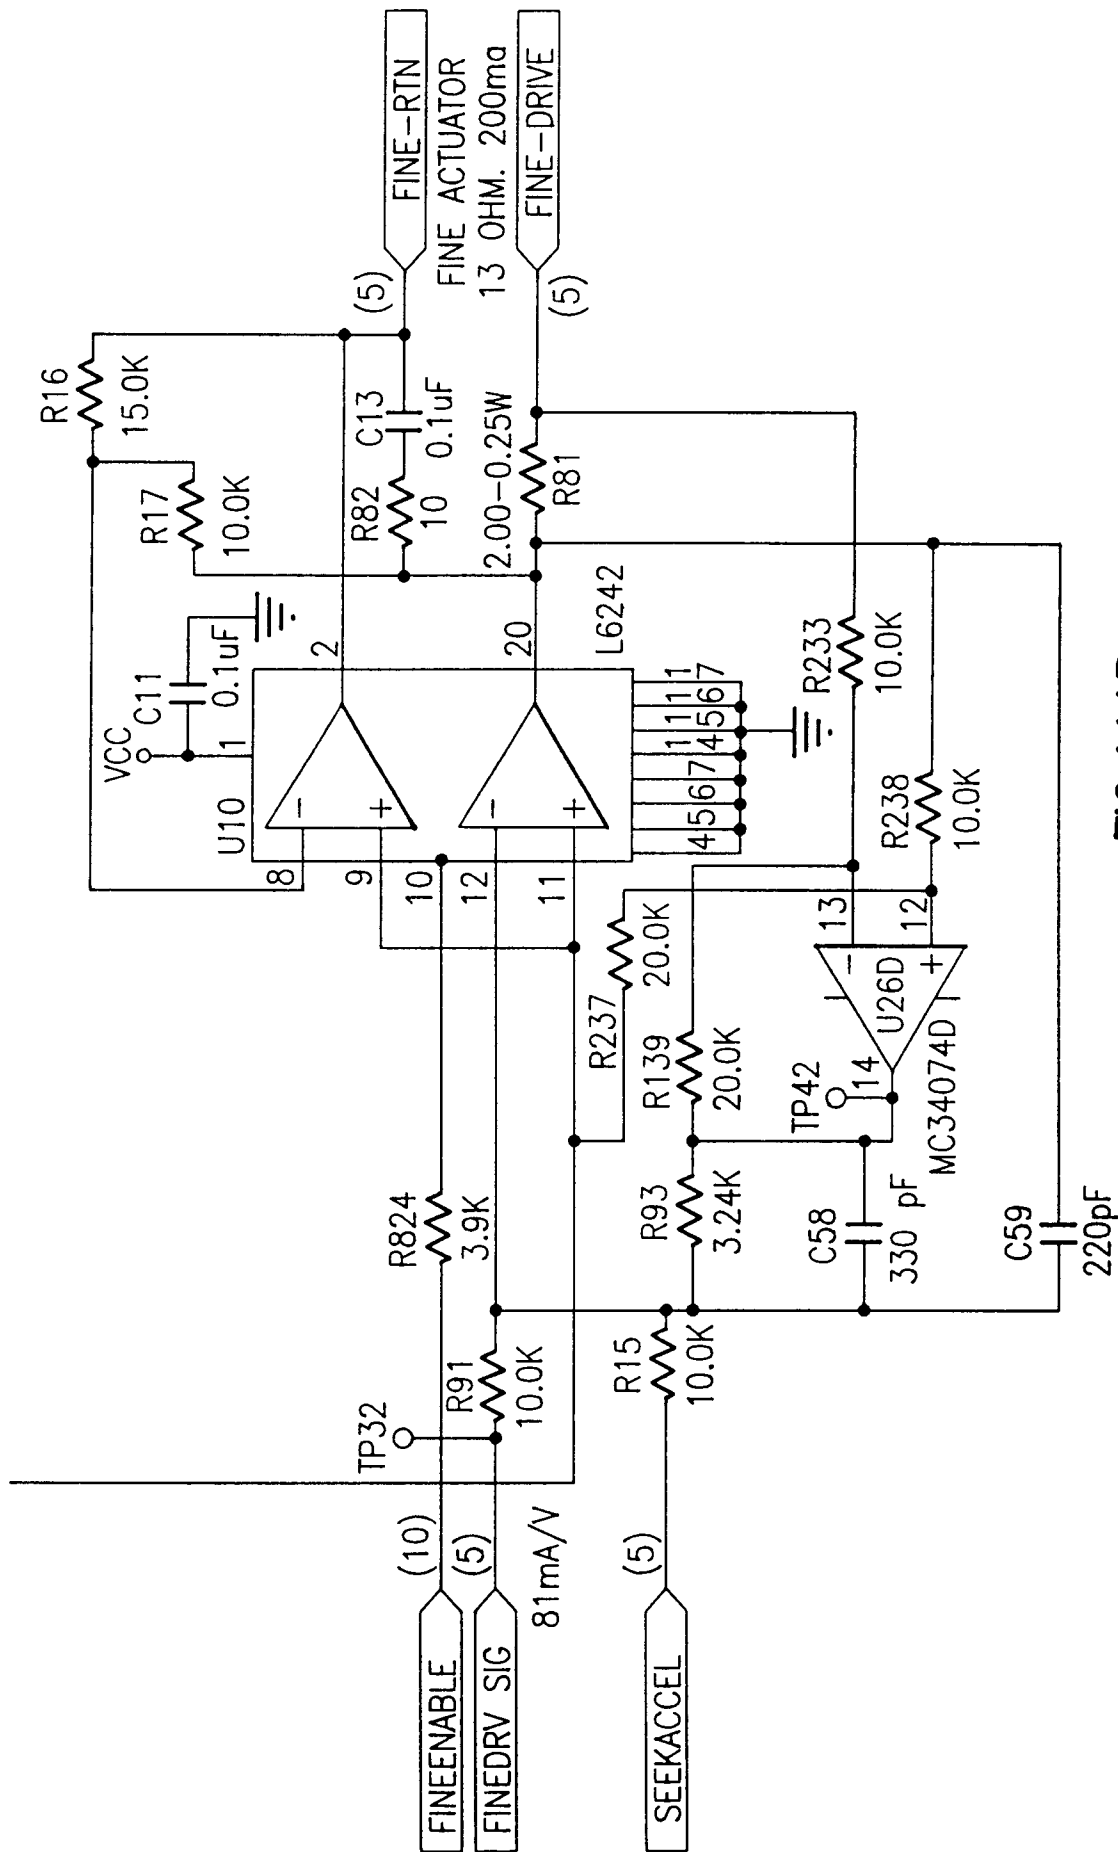 R16
15.0K
R17
10.0K
C13
0.1uF
R82
10
FINE-RTN
(5)
FINE ACTUATOR
13 OHM. 200ma
FINE-DRIVE
(5)
2.00-0.25W
R81
VCC
C11
0.1uF
1
U10
2
20
L6242
-
+
-
+
8
9
10
12
11
4
5
6
7
14
15
16
17
R824
3.9K
TP32
R91
10.0K
(10)
FINEENABLE
(5)
FINEDRV SIG
81mA/V
(5)
SEEKACCEL
R15
10.0K
R237
20.0K
R139
20.0K
R93
3.24K
C58
330 pF
C59
220pF
TP42
14
13
12
-
+
U26D
MC34074D
R233
10.0K
R238
10.0K